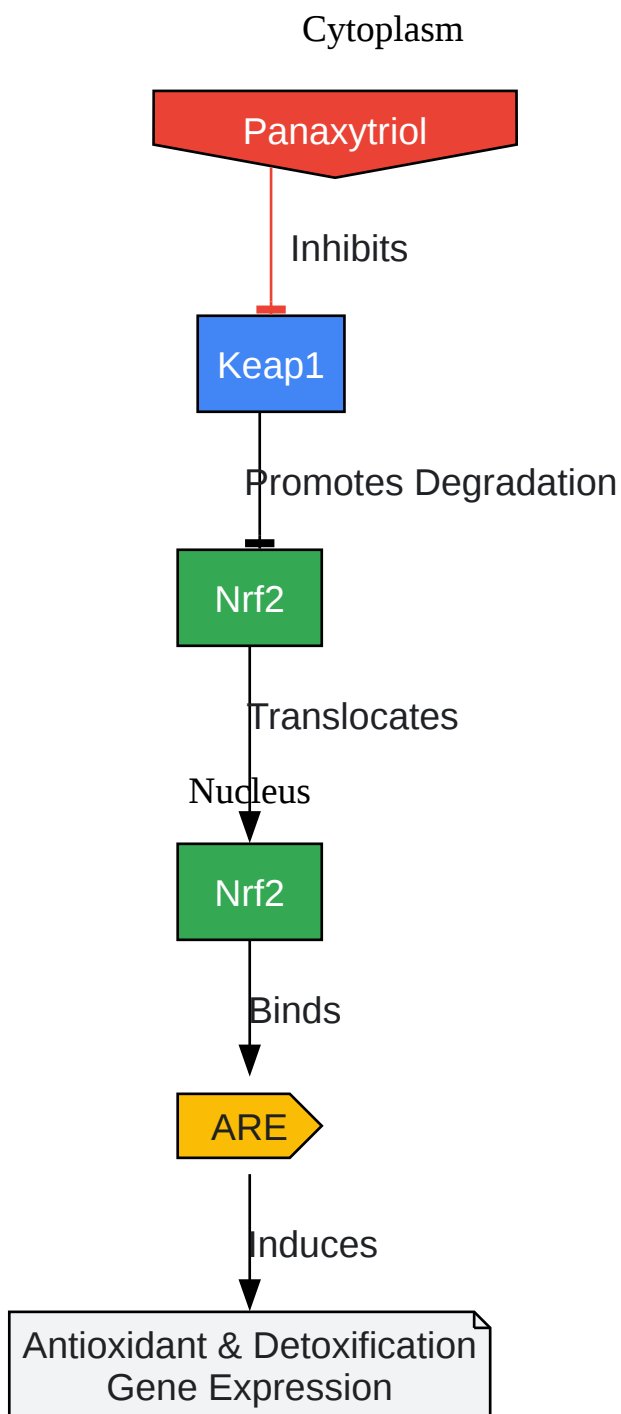 Cytoplasm
Panaxytriol
Inhibits
Keap1
Promotes Degradation
Nrf2
Translocates
Nucleus
Nrf2
Binds
ARE
Induces
Antioxidant & Detoxification
Gene Expression